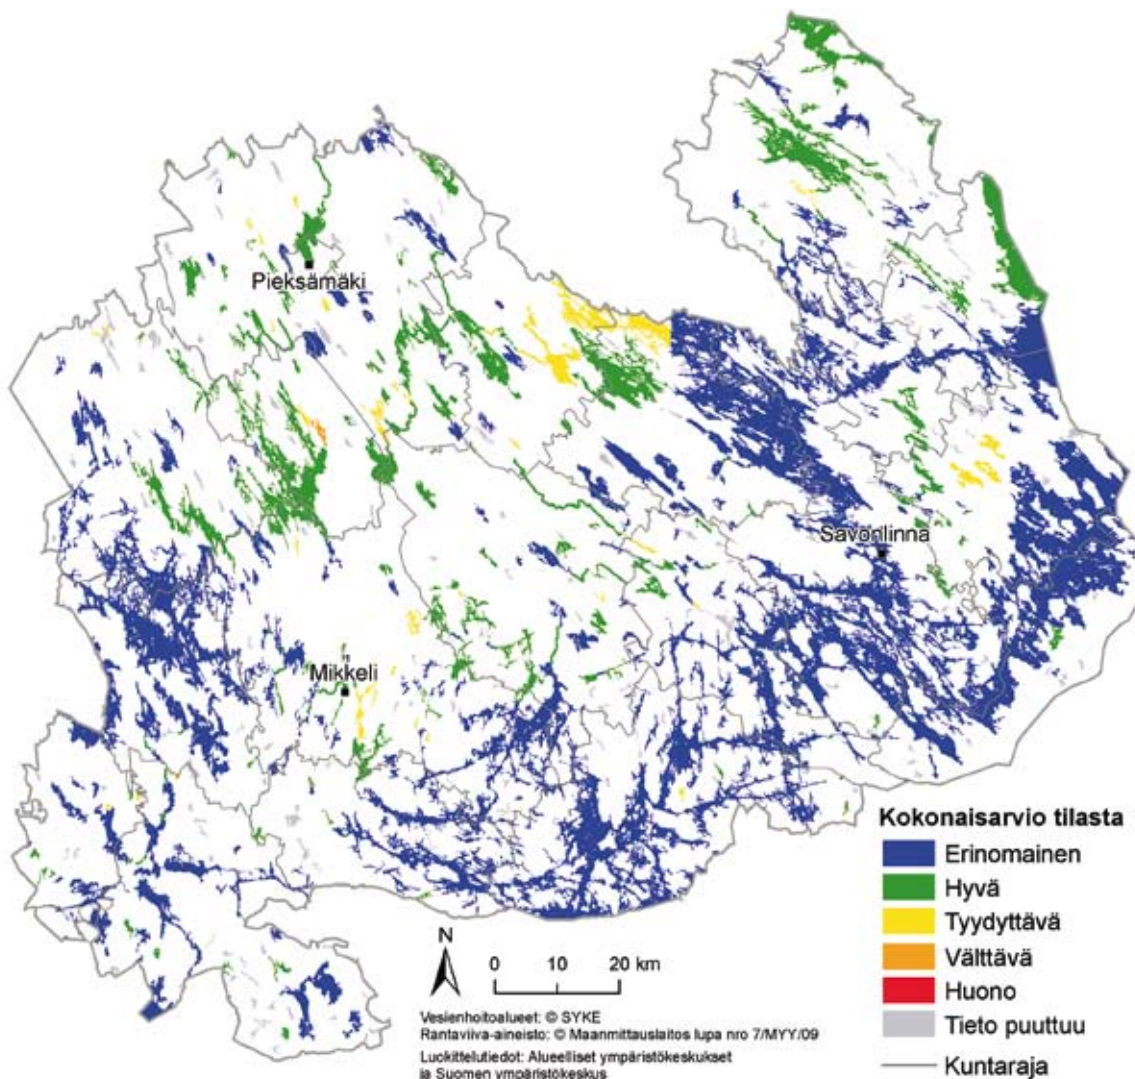 Pieksämäki
Savonlinna
Mikkeli
Kokonaisarvio tilasta
Erinomainen
Hyvä
Tyydyttävä
Välttävä
Huono
Tieto puuttuu
Kuntaraja
N
0 10 20 km
Vesienhoitoalueet: © SYKE
Rantaviiva-aineisto: © Maanmittauslaitos lupa nro 7/MYY/09
Luokittelutiedot: Alueelliset ympäristökeskukset
ja Suomen ympäristökeskus